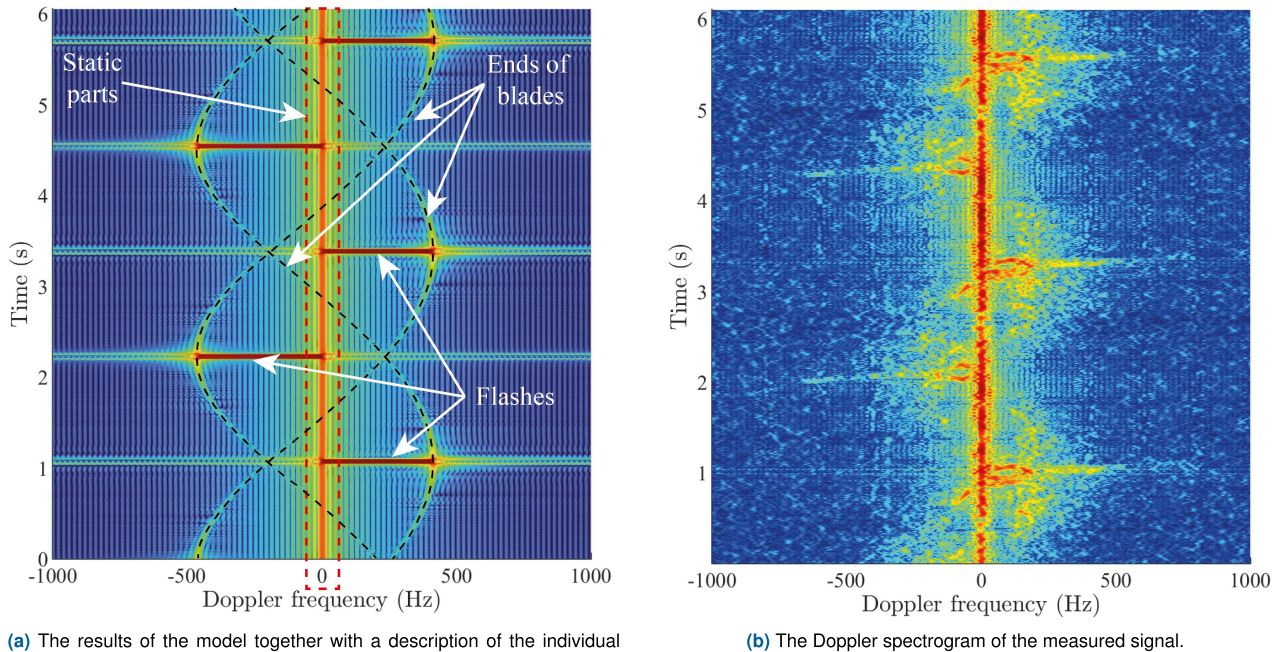 6
5
4
3
2
1
0
Time (s)
-1000
-500
0
500
1000
Doppler frequency (Hz)
Static
parts
Ends of
blades
Flashes
(a) The results of the model together with a description of the individual
6
5
4
3
2
1
Time (s)
-1000
-500
0
500
1000
Doppler frequency (Hz)
(b) The Doppler spectrogram of the measured signal.